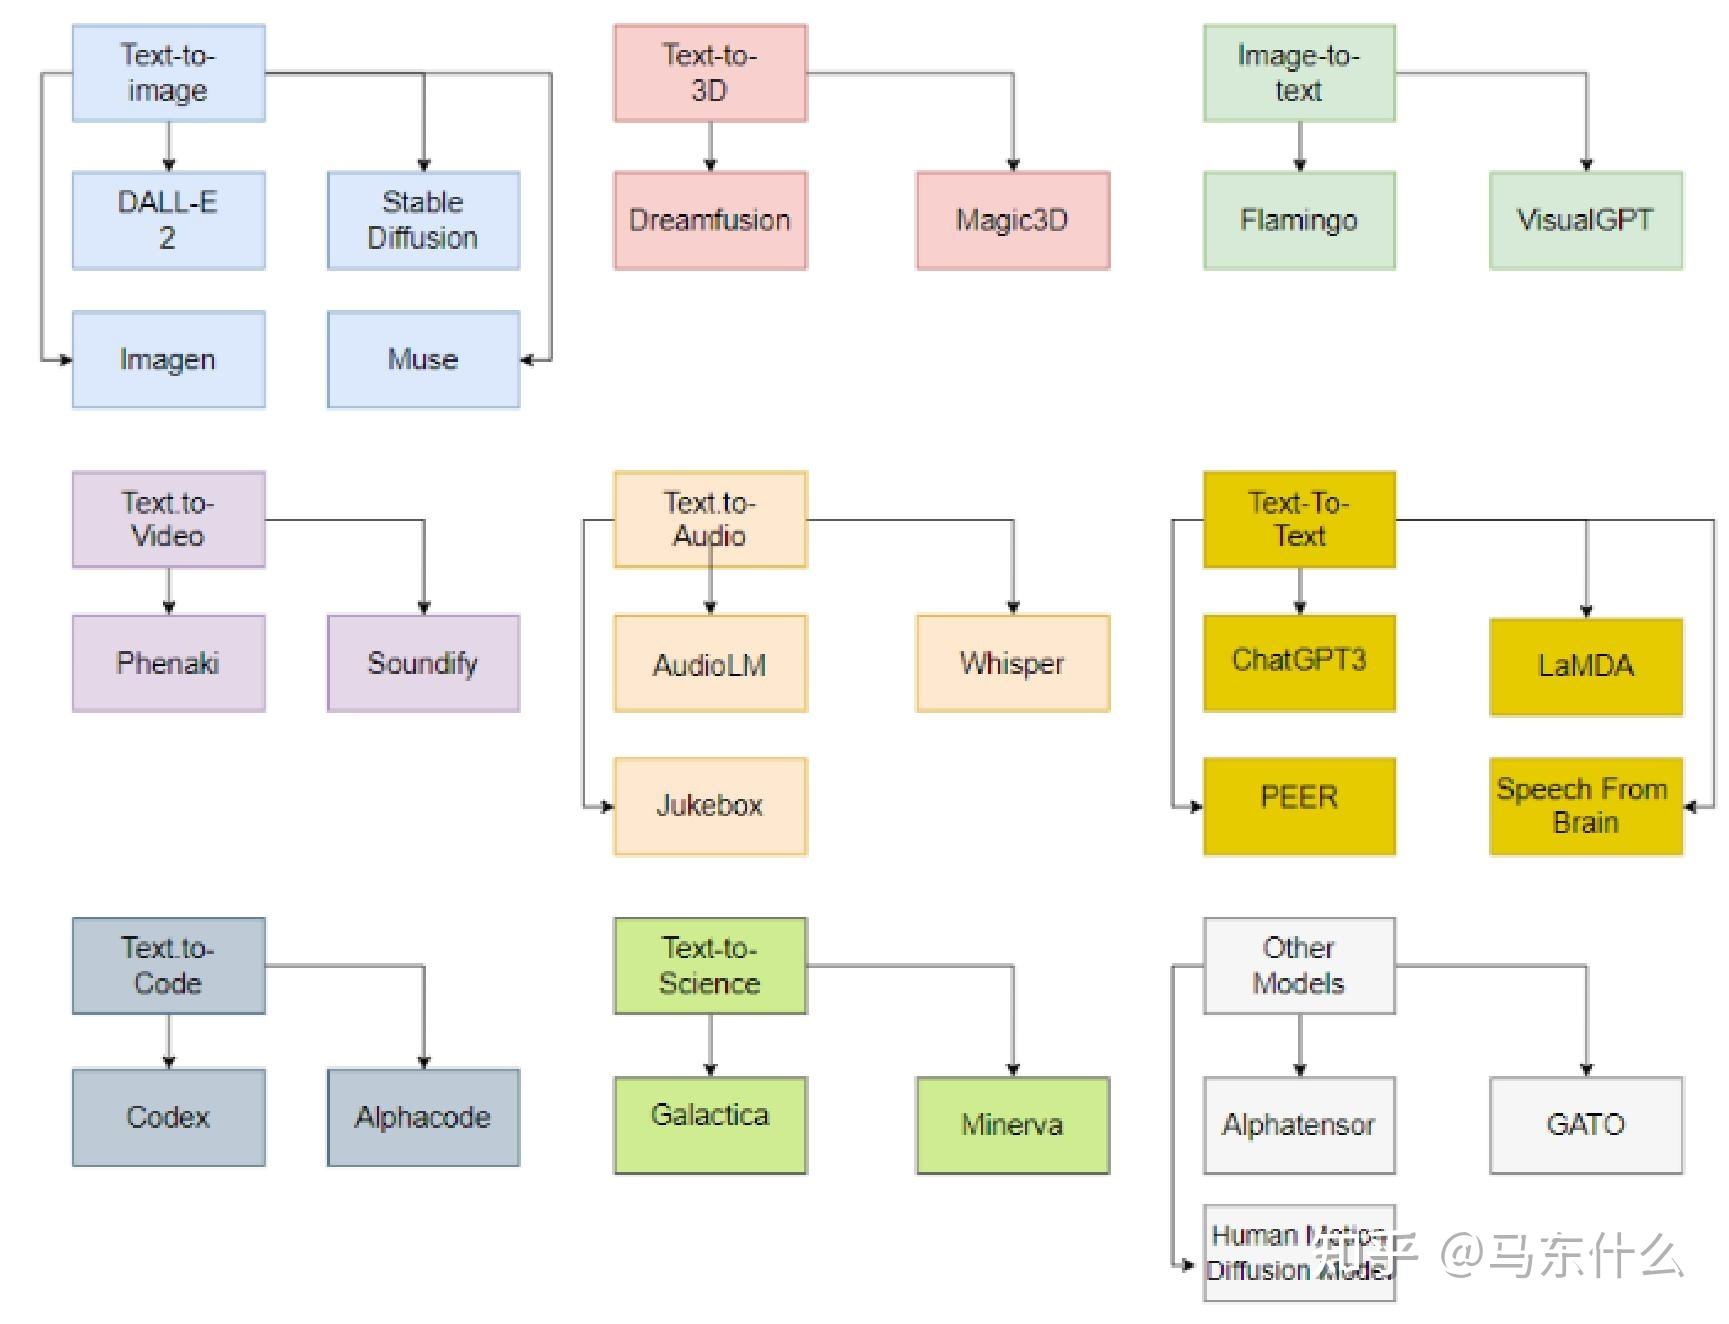 Text-to-
image
Text-to-
3D
Image-to-
text
DALL-E
2
Stable
Diffusion
Dreamfusion
Magic3D
Flamingo
VisualGPT
Imagen
Muse
Text.to-
Video
Text.to-
Audio
Text-To-
Text
Phenaki
Soundify
AudioLM
Whisper
ChatGPT3
LaMDA
Jukebox
PEER
Speech From
Brain
Text.to-
Code
Text-to-
Science
Other
Models
Codex
Alphacode
Galactica
Minerva
Alphatensor
GATO
Human Motion
Diffusion Model
知乎 @马东什么